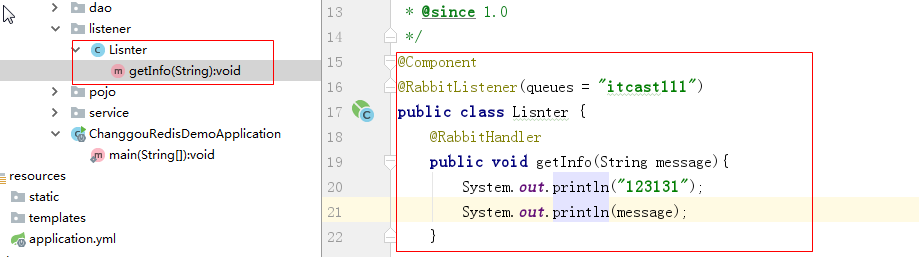 dao
listener
Lisnter
getInfo(String):void
pojo
service
ChanggouRedisDemoApplication
main(String[]):void
resources
static
templates
application.yml
13 * @since 1.0
14 */
15 @Component
16 @RabbitListener(queues = "itcast111")
17 public class Lisnter {
18 @RabbitHandler
19 public void getInfo(String message){
20 System.out.println("123131");
21 System.out.println(message);
22 }